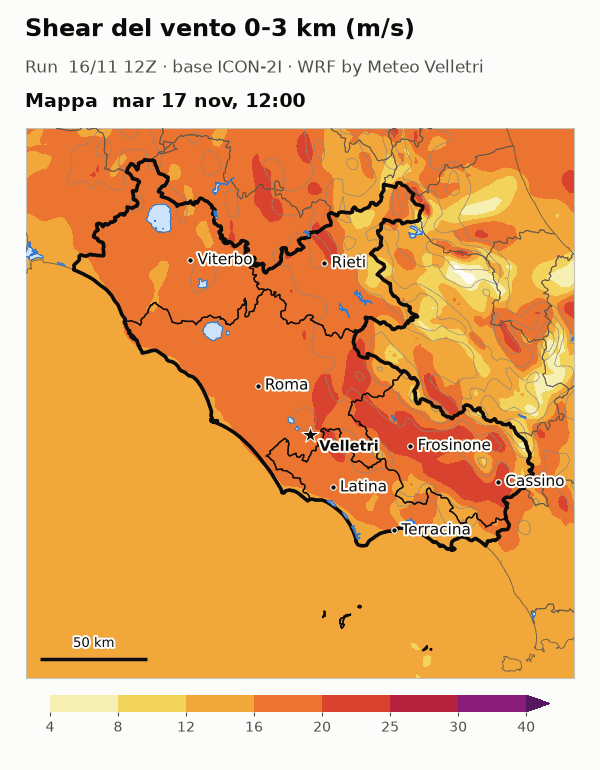 Shear del vento 0-3 km (m/s)
Run  16/11 12Z · base ICON-2I · WRF by Meteo Velletri
Mappa  mar 17 nov, 12:00
Viterbo
Rieti
Roma
Velletri
Frosinone
Cassino
Latina
Terracina
50 km
4 8 12 16 20 25 30 40